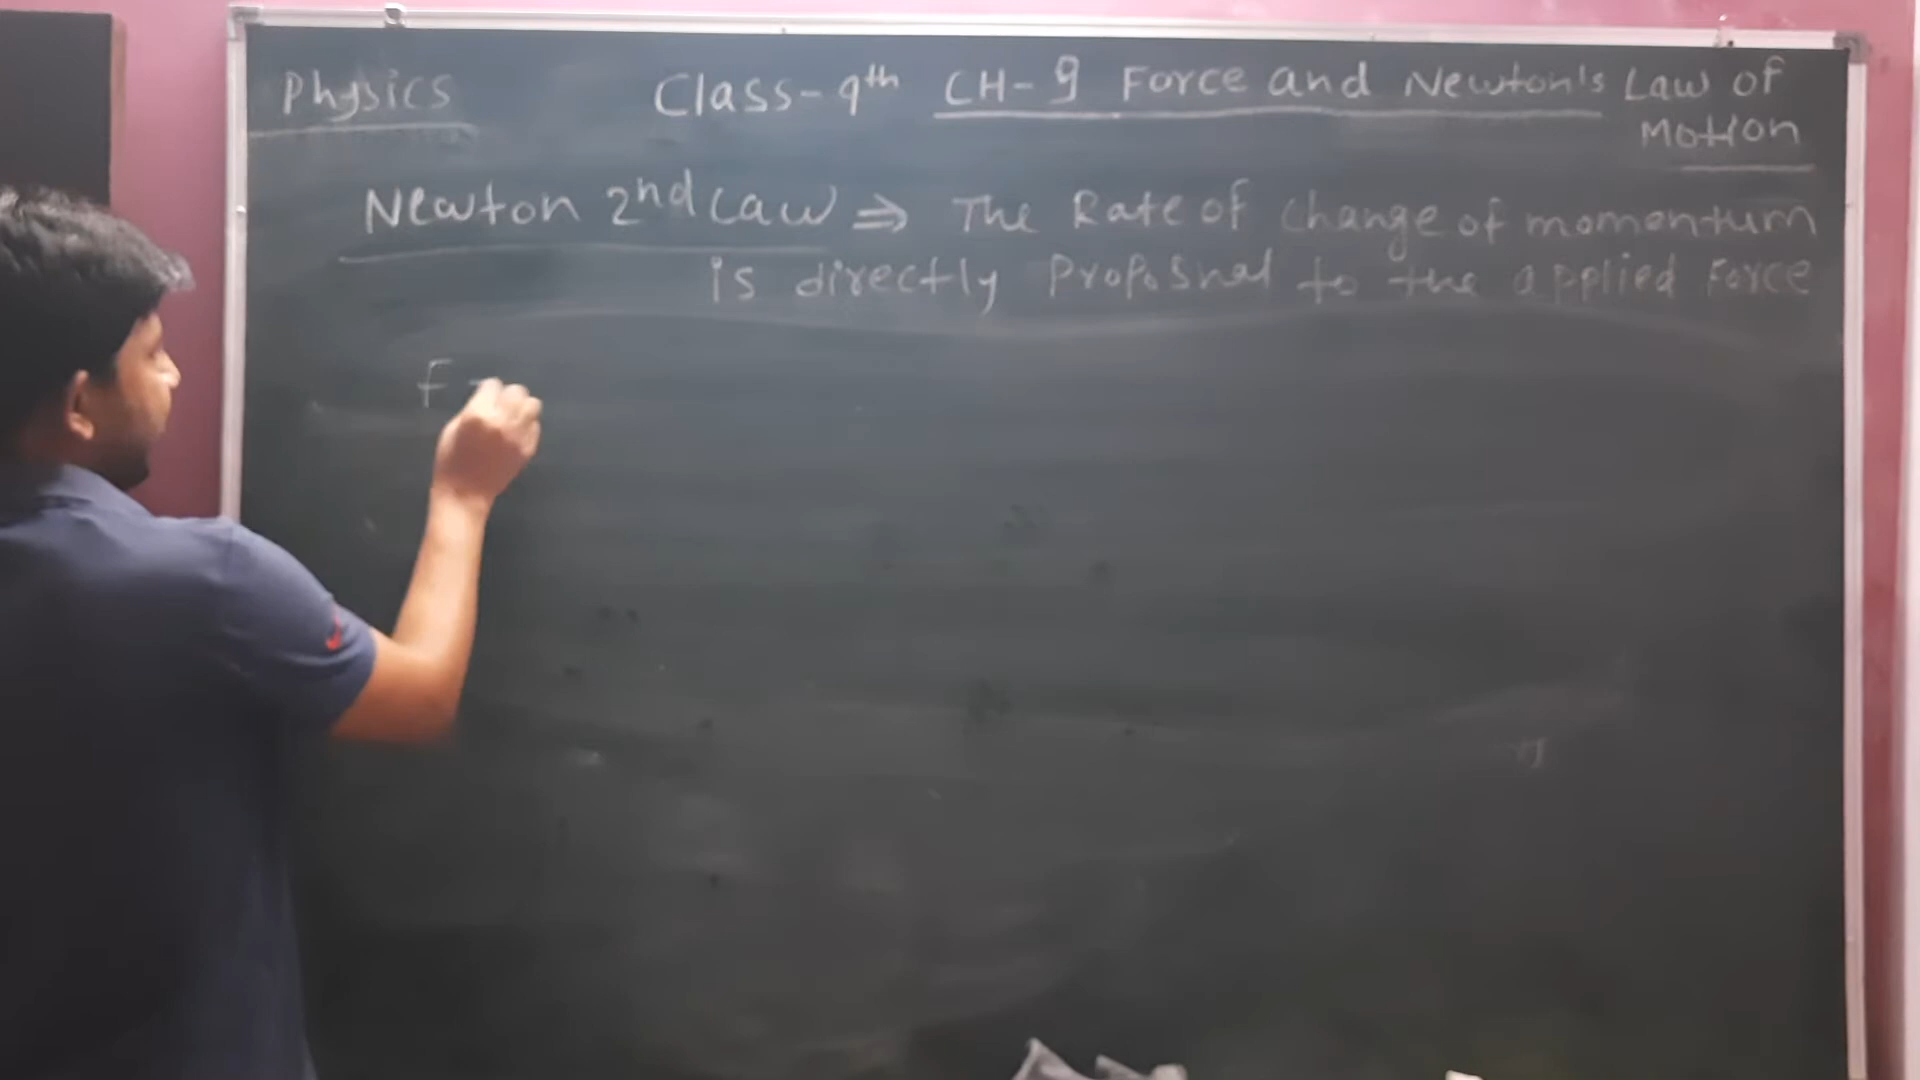 Physics Class-9th CH-9 Force and Newton's Law of
Motion
Newton 2nd Law ⇒ The Rate of change of momentum
is directly Proposnal to the applied Force
F =